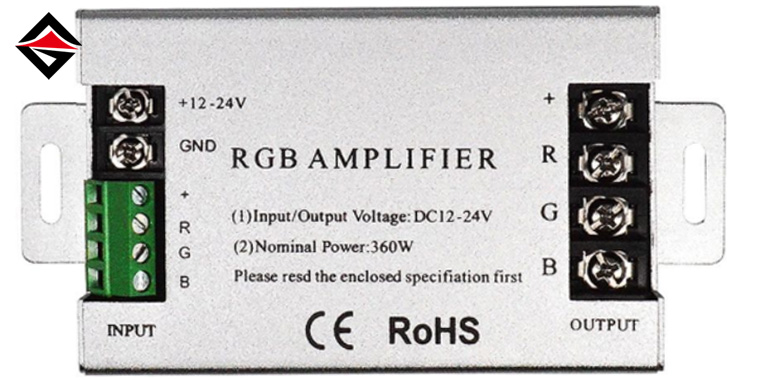 +12-24V
GND
+
R
G
B
INPUT
RGB AMPLIFIER
(1)Input/Output Voltage:DC12-24V
(2)Nominal Power:360W
Please resd the enclosed specifiation first
CE RoHS
+
R
G
B
OUTPUT